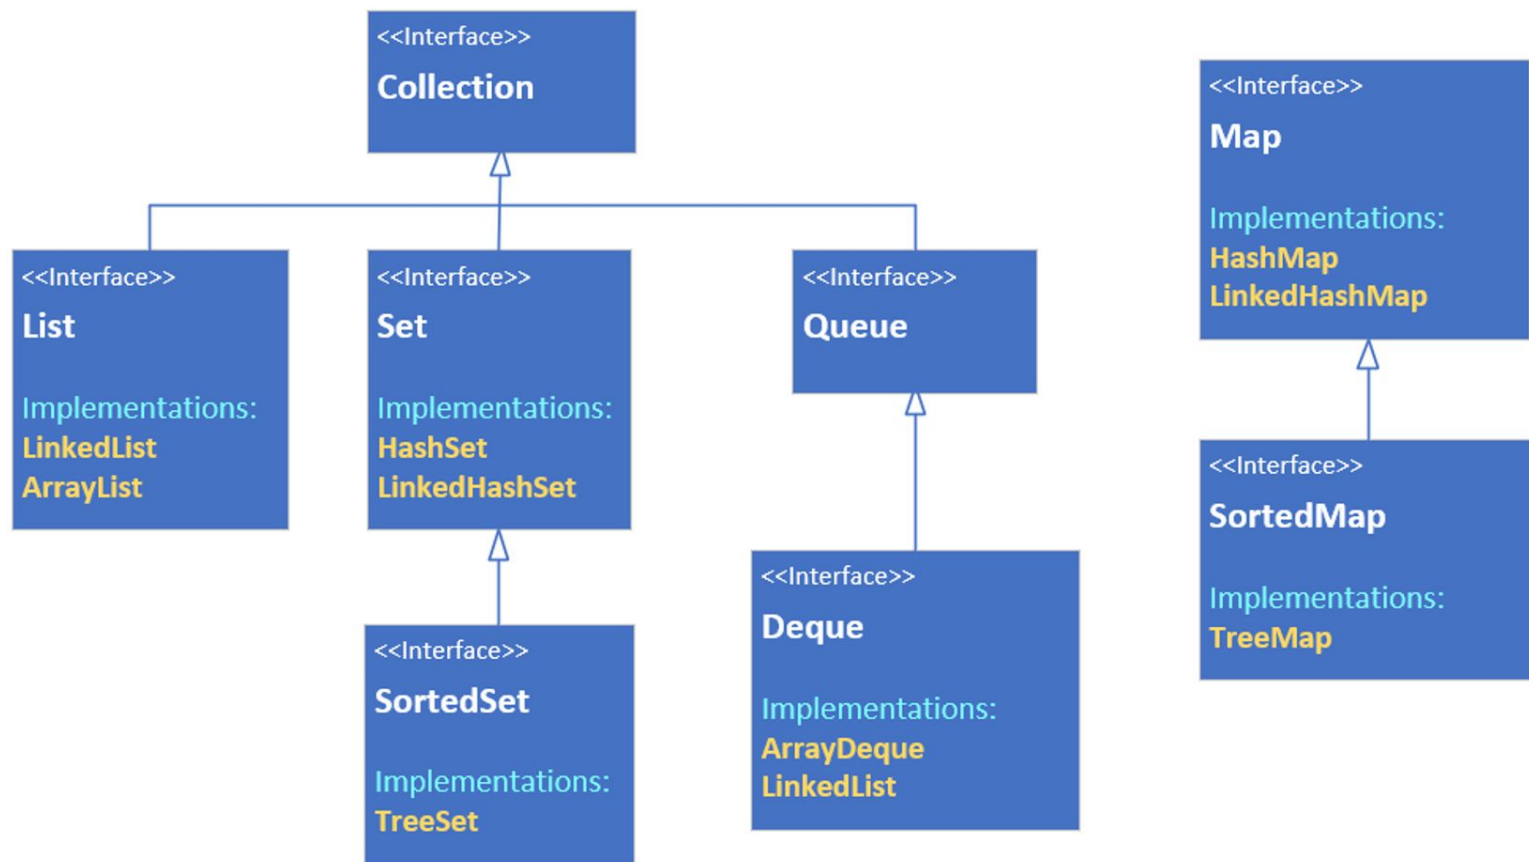 <<Interface>>
Collection
<<Interface>>
List
Implementations:
LinkedList
ArrayList
<<Interface>>
Set
Implementations:
HashSet
LinkedHashSet
<<Interface>>
SortedSet
Implementations:
TreeSet
<<Interface>>
Queue
<<Interface>>
Deque
Implementations:
ArrayDeque
LinkedList
<<Interface>>
Map
Implementations:
HashMap
LinkedHashMap
<<Interface>>
SortedMap
Implementations:
TreeMap